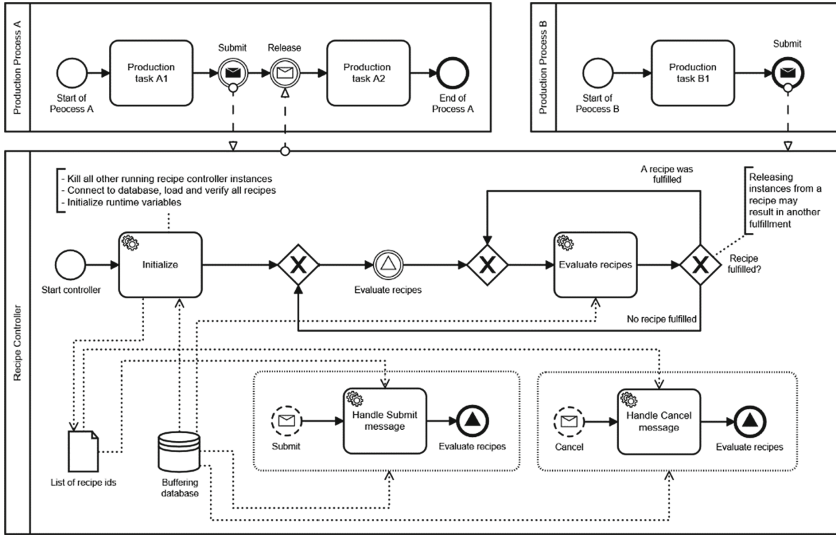 Production Process A
Submit
Release
Production
task A1
Production
task A2
Start of
Peocess A
End of
Process A
Production Process B
Submit
Production
task B1
Start of
Peocess B
Recipe Controller
- Kill all other running recipe controller instances
- Connect to database, load and verify all recipes
- Initialize runtime variables
A recipe was
fulfilled
Releasing
instances from a
recipe may
result in another
fulfillment
Start controller
Initialize
Evaluate recipes
Evaluate recipes
Recipe
fulfilled?
No recipe fulfilled
List of recipe ids
Buffering
database
Submit
Handle Submit
message
Evaluate recipes
Cancel
Handle Cancel
message
Evaluate recipes